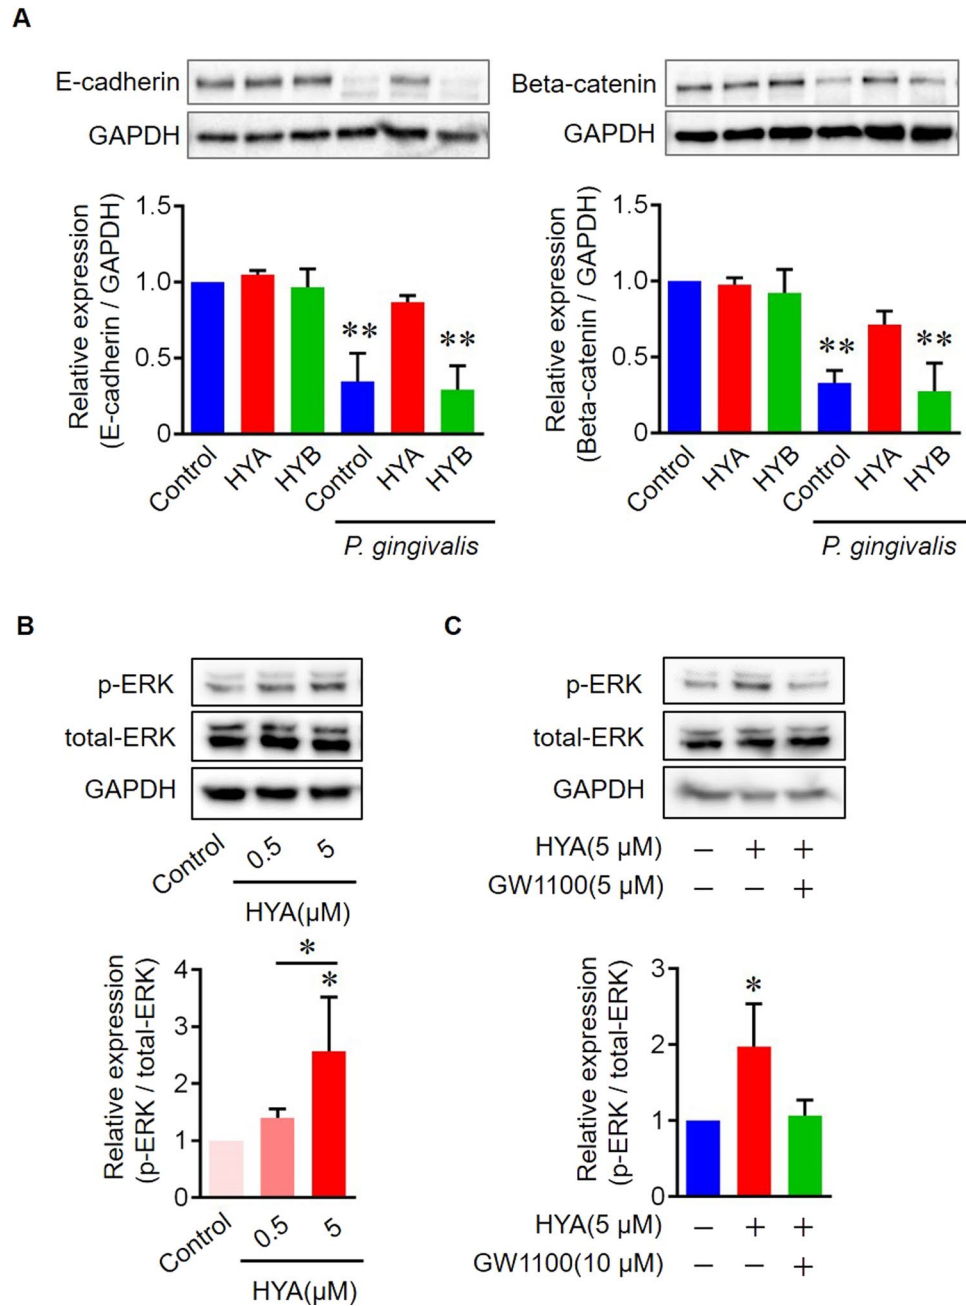 A
E-cadherin
GAPDH
Beta-catenin
GAPDH
Relative expression
(E-cadherin / GAPDH)
1.5
1.0
0.5
0
**
**
Control
HYA
HYB
Control
HYA
HYB
P. gingivalis
Relative expression
(Beta-catenin / GAPDH)
1.5
1.0
0.5
0
**
**
Control
HYA
HYB
Control
HYA
HYB
P. gingivalis
B
p-ERK
total-ERK
GAPDH
Control
0.5
5
HYA(μM)
Relative expression
(p-ERK / total-ERK)
4
3
2
1
0
*
*
Control
0.5
5
HYA(μM)
C
p-ERK
total-ERK
GAPDH
HYA(5 μM) − + +
GW1100(5 μM) − − +
Relative expression
(p-ERK / total-ERK)
3
2
1
0
*
HYA(5 μM) − + +
GW1100(10 μM) − − +